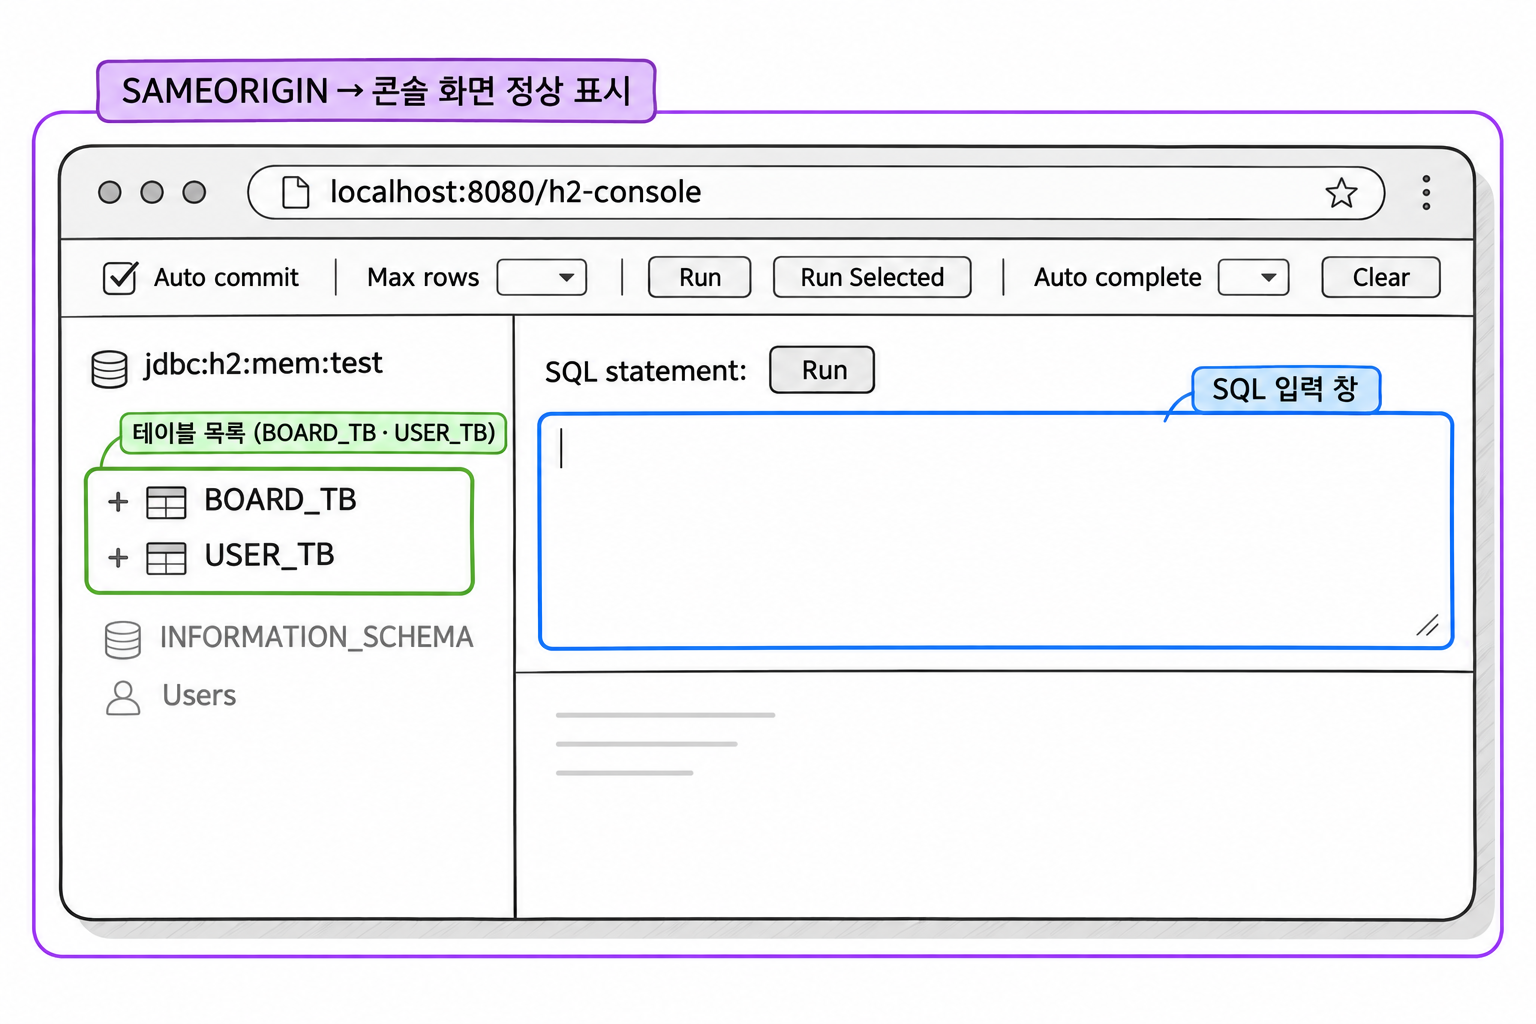 SAMEORIGIN → 콘솔 화면 정상 표시
localhost:8080/h2-console
Auto commit Max rows Run Run Selected Auto complete Clear
jdbc:h2:mem:test
테이블 목록 (BOARD_TB · USER_TB)
+ BOARD_TB
+ USER_TB
INFORMATION_SCHEMA
Users
SQL statement: Run
SQL 입력 창